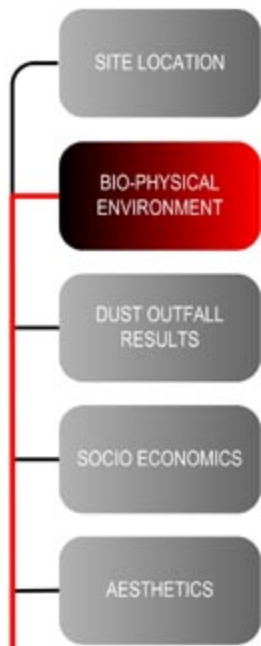 SITE LOCATION
BIO-PHYSICAL
ENVIRONMENT
DUST OUTFALL
RESULTS
SOCIO ECONOMICS
AESTHETICS